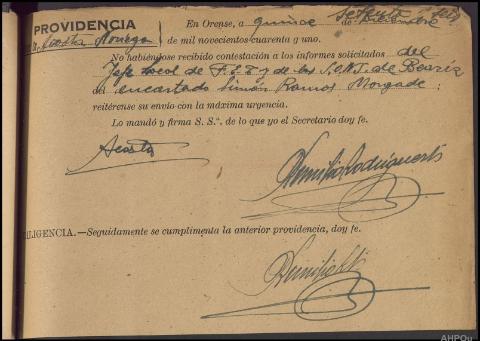 PROVIDENCIA
Acosta Noriega
En Orense, a quince de
de mil novecientos cuarenta y uno.
No habiéndose recibido contestación a los informes solicitados del
Jefe Local de F.E.T. y de las J.O.N.S. de Beariz
del encartado Simón Ramos Morgade;
reitérense su envío con la máxima urgencia.
Lo mandó y firma S. S.ª, de lo que yo el Secretario doy fe.
Acosta
DILIGENCIA.—Seguidamente se cumplimenta la anterior providencia, doy fe.
AHPOu